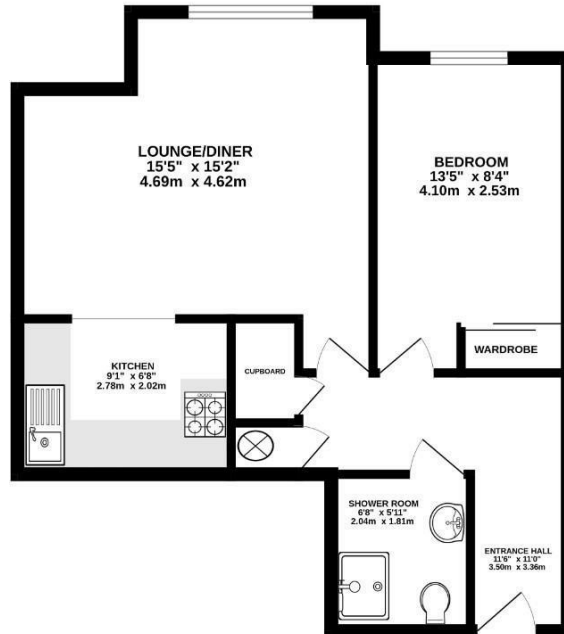 LOUNGE/DINER
15'5" x 15'2"
4.69m x 4.62m
BEDROOM
13'5" x 8'4"
4.10m x 2.53m
WARDROBE
KITCHEN
9'1" x 6'8"
2.78m x 2.02m
CUPBOARD
SHOWER ROOM
6'8" x 5'11"
2.04m x 1.81m
ENTRANCE HALL
11'6" x 11'0"
3.50m x 3.36m